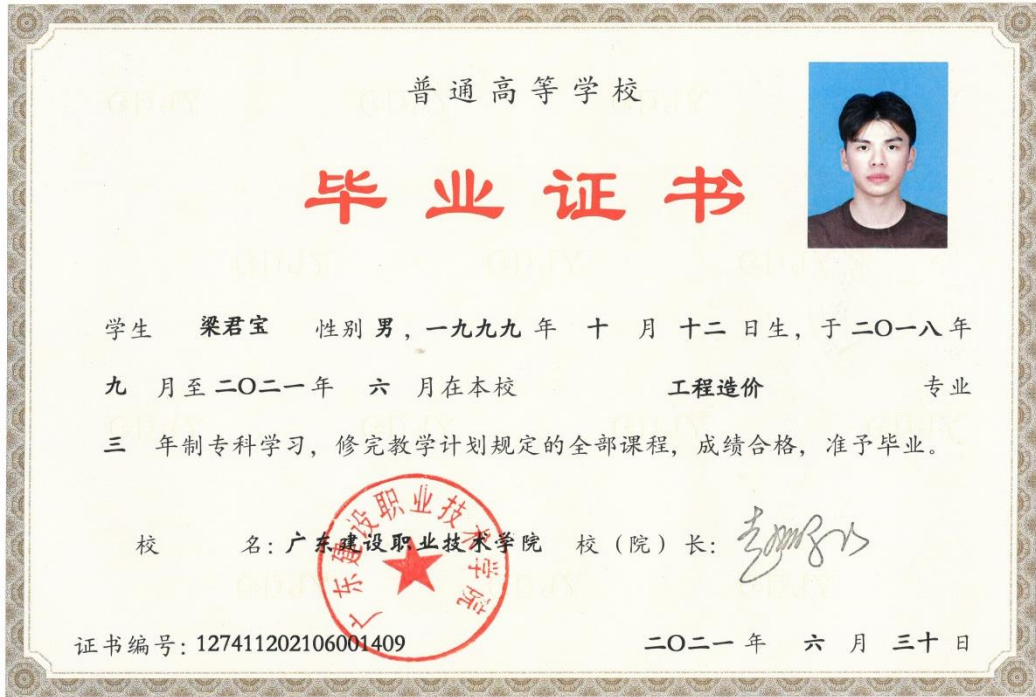 普通高等学校
毕业证书
学生 梁君宝 性别 男，一九九九 年 十 月 十二 日生，于 二〇一八 年
九 月至 二〇二一 年 六 月在本校 工程造价 专业
三 年制专科学习，修完教学计划规定的全部课程，成绩合格，准予毕业。
校 名：广东建设职业技术学院 校（院）长：
广东建设职业技术学院
证书编号：127411202106001409 二〇二一 年 六 月 三十 日